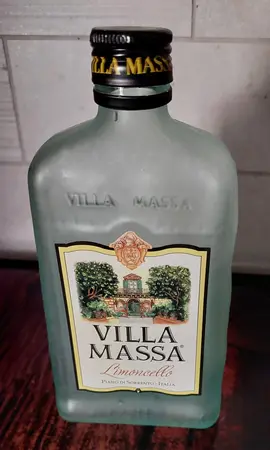 VILLA MASSA
VILLA MASSA
VILLA
MASSA®
Limoncello
Piano di Sorrento - Italia